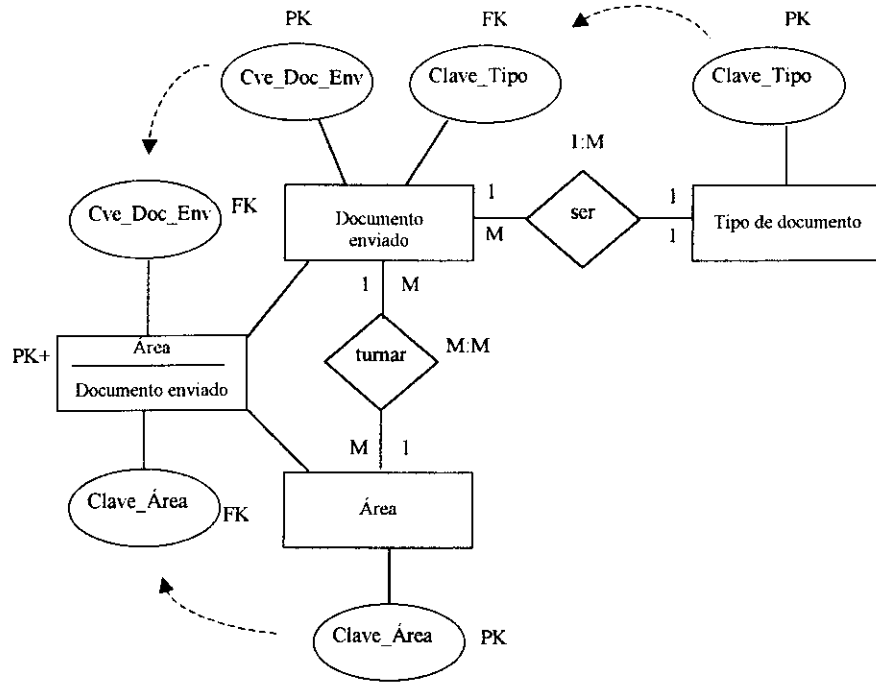 PK
FK
PK
Cve_Doc_Env
Clave_Tipo
Clave_Tipo
1:M
Cve_Doc_Env
FK
Documento
enviado
1
M
ser
1
1
Tipo de documento
1
M
PK+
Área
Documento enviado
turnar
M:M
M
1
Clave_Área
FK
Área
Clave_Área
PK